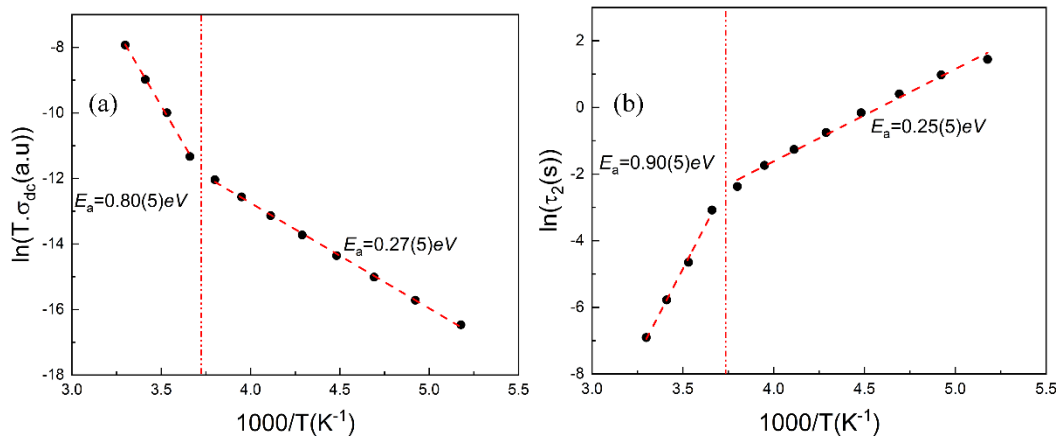 (a)
ln(T.σdc(a.u))
-8
-10
-12
-14
-16
-18
Ea=0.80(5)eV
Ea=0.27(5)eV
3.0 3.5 4.0 4.5 5.0 5.5
1000/T(K-1)
(b)
ln(τ2(s))
2
0
-2
-4
-6
-8
Ea=0.90(5)eV
Ea=0.25(5)eV
3.0 3.5 4.0 4.5 5.0 5.5
1000/T(K-1)